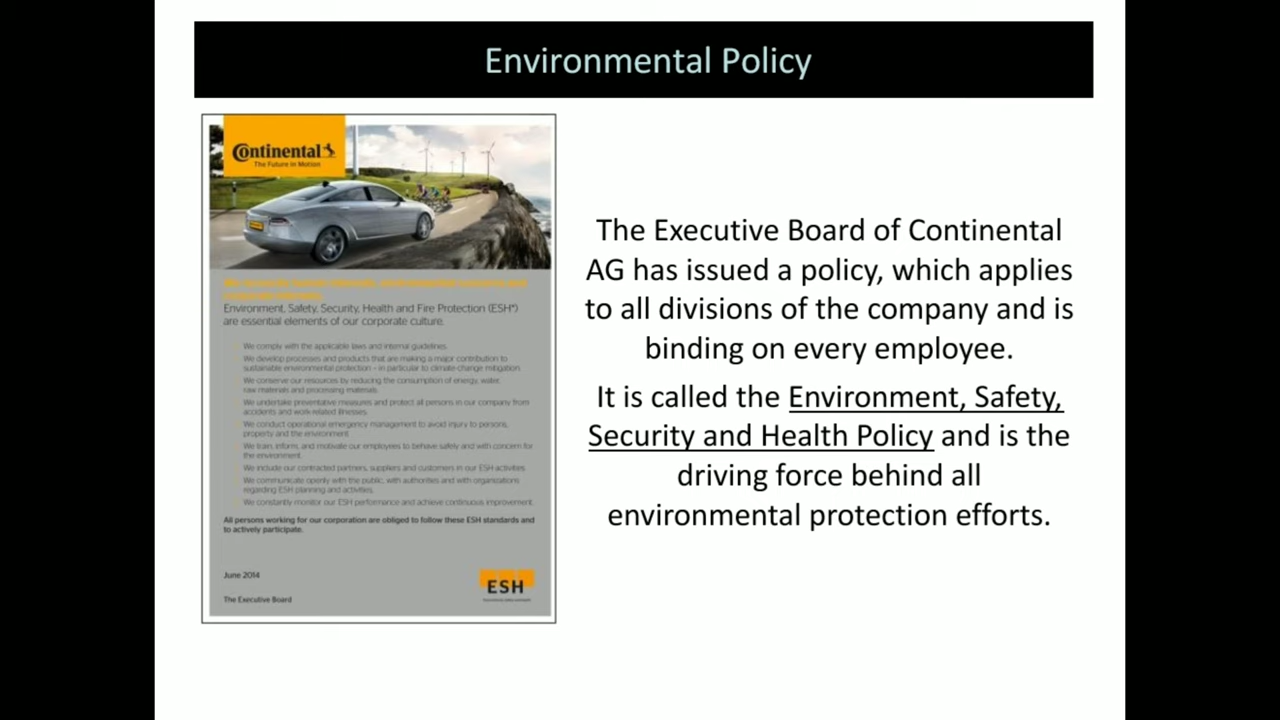 Environmental Policy
Continental
The Future in Motion
Environment, Safety, Security, Health and Fire Protection (ESH*)
are essential elements of our corporate culture.
We comply with the applicable laws and internal guidelines.
We develop processes and products that are making a major contribution to
sustainable environmental protection – in particular to climate-change mitigation.
We conserve our resources by reducing the consumption of energy, water,
raw materials and processing materials.
We undertake preventative measures and protect all persons in our company from
accidents and work-related illnesses.
We conduct operational emergency management to avoid injury to persons,
property and the environment.
We train, inform, and motivate our employees to behave safely and with concern for
the environment.
We include our contracted partners, suppliers and customers in our ESH-activities.
We communicate openly with the public, with authorities and with organizations
regarding ESH planning and activities.
We constantly monitor our ESH performance and achieve continuous improvement.
All persons working for our corporation are obliged to follow these ESH standards and
to actively participate.
June 2014
The Executive Board
ESH
The Executive Board of Continental
AG has issued a policy, which applies
to all divisions of the company and is
binding on every employee.
It is called the Environment, Safety,
Security and Health Policy and is the
driving force behind all
environmental protection efforts.